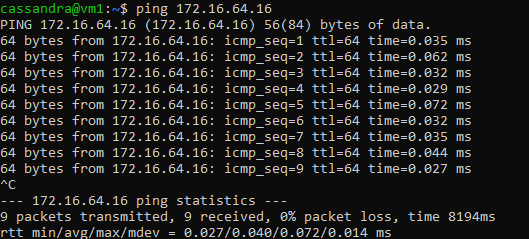 cassandra@vm1:~$ ping 172.16.64.16
PING 172.16.64.16 (172.16.64.16) 56(84) bytes of data.
64 bytes from 172.16.64.16: icmp_seq=1 ttl=64 time=0.035 ms
64 bytes from 172.16.64.16: icmp_seq=2 ttl=64 time=0.062 ms
64 bytes from 172.16.64.16: icmp_seq=3 ttl=64 time=0.032 ms
64 bytes from 172.16.64.16: icmp_seq=4 ttl=64 time=0.029 ms
64 bytes from 172.16.64.16: icmp_seq=5 ttl=64 time=0.072 ms
64 bytes from 172.16.64.16: icmp_seq=6 ttl=64 time=0.032 ms
64 bytes from 172.16.64.16: icmp_seq=7 ttl=64 time=0.035 ms
64 bytes from 172.16.64.16: icmp_seq=8 ttl=64 time=0.044 ms
64 bytes from 172.16.64.16: icmp_seq=9 ttl=64 time=0.027 ms
^C
--- 172.16.64.16 ping statistics ---
9 packets transmitted, 9 received, 0% packet loss, time 8194ms
rtt min/avg/max/mdev = 0.027/0.040/0.072/0.014 ms